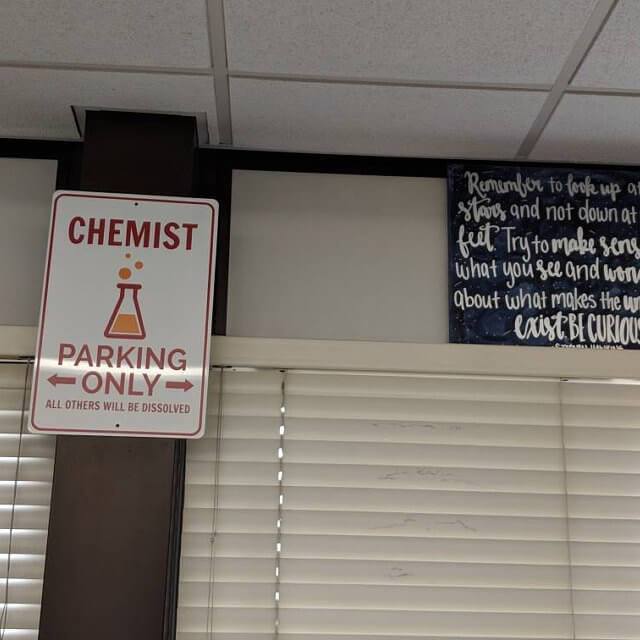 CHEMIST
PARKING
ONLY
ALL OTHERS WILL BE DISSOLVED
Remember to look up at
stars and not down at
feet. Try to make sens
what you see and won
about what makes the un
exist BE CURIOUS